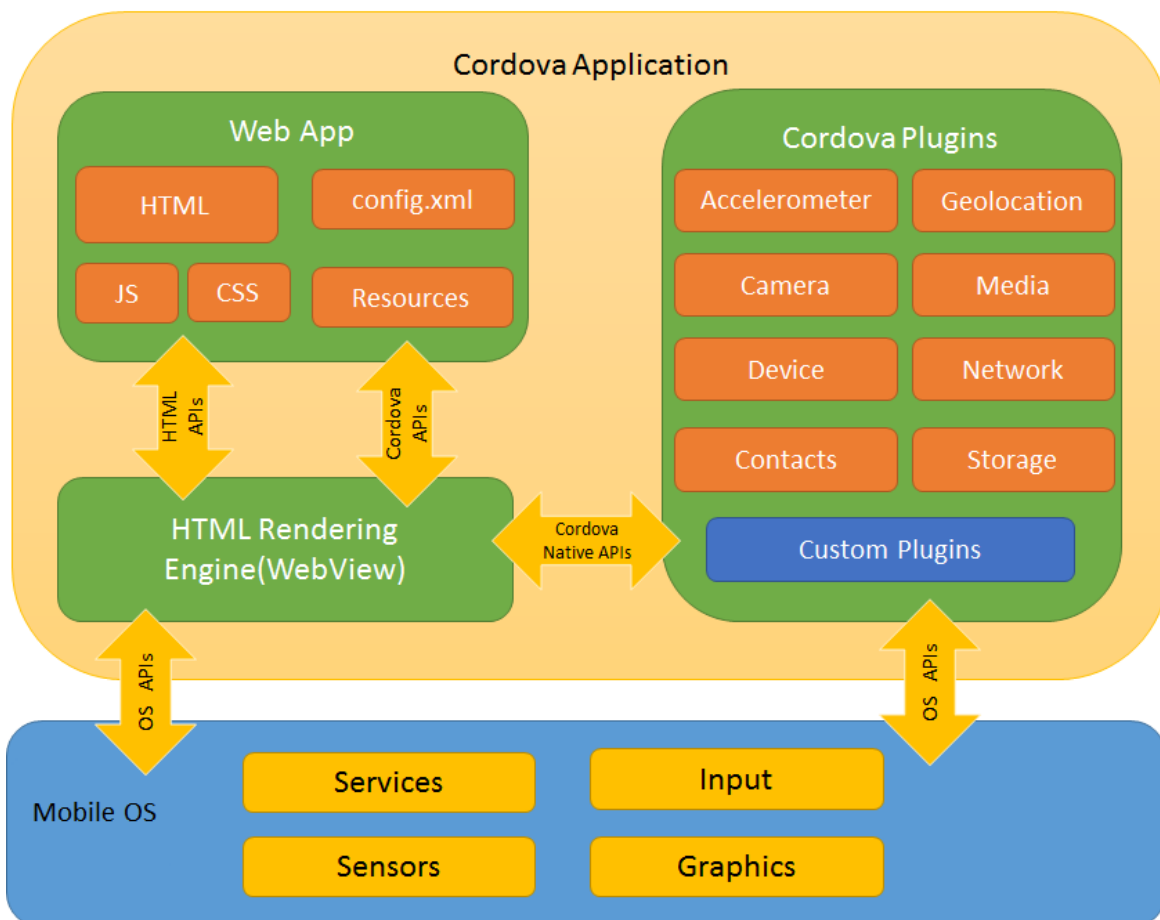 Cordova Application
Web App
HTML
config.xml
JS
CSS
Resources
HTML
APIs
Cordova
APIs
HTML Rendering
Engine(WebView)
Cordova
Native APIs
Cordova Plugins
Accelerometer
Geolocation
Camera
Media
Device
Network
Contacts
Storage
Custom Plugins
OS APIs
OS APIs
Mobile OS
Services
Input
Sensors
Graphics